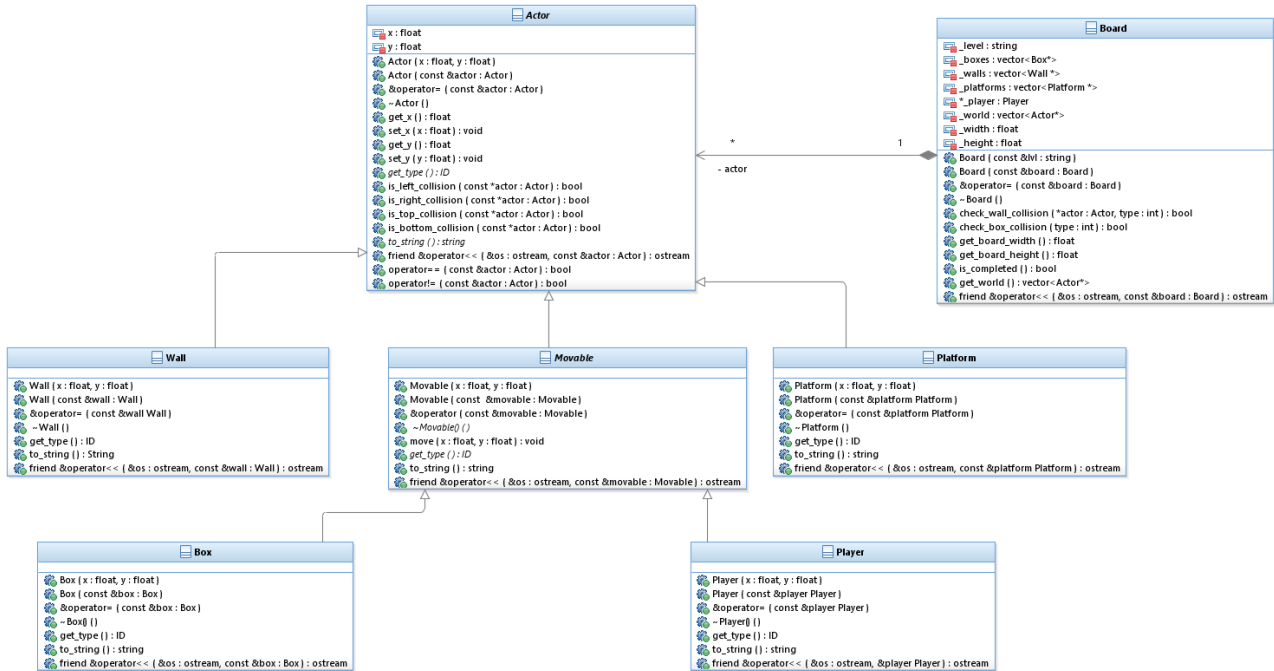 Actor
x : float
y : float
Actor ( x : float, y : float )
Actor ( const &actor : Actor )
&operator= ( const &actor : Actor )
~Actor ( )
get_x ( ) : float
set_x ( x : float ) : void
get_y ( ) : float
set_y ( y : float ) : void
get_type ( ) : ID
is_left_collision ( const *actor : Actor ) : bool
is_right_collision ( const *actor : Actor ) : bool
is_top_collision ( const *actor : Actor ) : bool
is_bottom_collision ( const *actor : Actor ) : bool
to_string ( ) : string
friend &operator<< ( &os : ostream, const &actor : Actor ) : ostream
operator== ( const &actor : Actor ) : bool
operator!= ( const &actor : Actor ) : bool
*
1
- actor
Board
_level : string
_boxes : vector<Box*>
_walls : vector<Wall *>
_platforms : vector<Platform *>
*_player : Player
_world : vector<Actor*>
_width : float
_height : float
Board ( const &lvl : string )
Board ( const &board : Board )
&operator= ( const &board : Board )
~Board ( )
check_wall_collision ( *actor : Actor, type : int ) : bool
check_box_collision ( type : int ) : bool
get_board_width ( ) : float
get_board_height ( ) : float
is_completed ( ) : bool
get_world ( ) : vector<Actor*>
friend &operator<< ( &os : ostream, const &board : Board ) : ostream
Wall
Wall ( x : float, y : float )
Wall ( const &wall : Wall )
&operator= ( const &wall Wall )
~Wall ( )
get_type ( ) : ID
to_string ( ) : String
friend &operator<< ( &os : ostream, const &wall : Wall ) : ostream
Movable
Movable ( x : float, y : float )
Movable ( const &movable : Movable )
&operator ( const &movable : Movable )
~Movable() ( )
move ( x : float, y : float ) : void
get_type ( ) : ID
to_string ( ) : string
friend &operator<< ( &os : ostream, const &movable : Movable ) : ostream
Platform
Platform ( x : float, y : float )
Platform ( const &platform Platform )
&operator= ( const &platform Platform )
~Platform ( )
get_type ( ) : ID
to_string ( ) : string
friend &operator<< ( &os : ostream, const &platform Platform ) : ostream
Box
Box ( x : float, y : float )
Box ( const &box : Box )
&operator= ( const &box : Box )
~Box() ( )
get_type ( ) : ID
to_string ( ) : string
friend &operator<< ( &os : ostream, const &box : Box ) : ostream
Player
Player ( x : float, y : float )
Player ( const &player Player )
&operator= ( const &player Player )
~Player() ( )
get_type ( ) : ID
to_string ( ) : string
friend &operator<< ( &os : ostream, &player Player ) : ostream